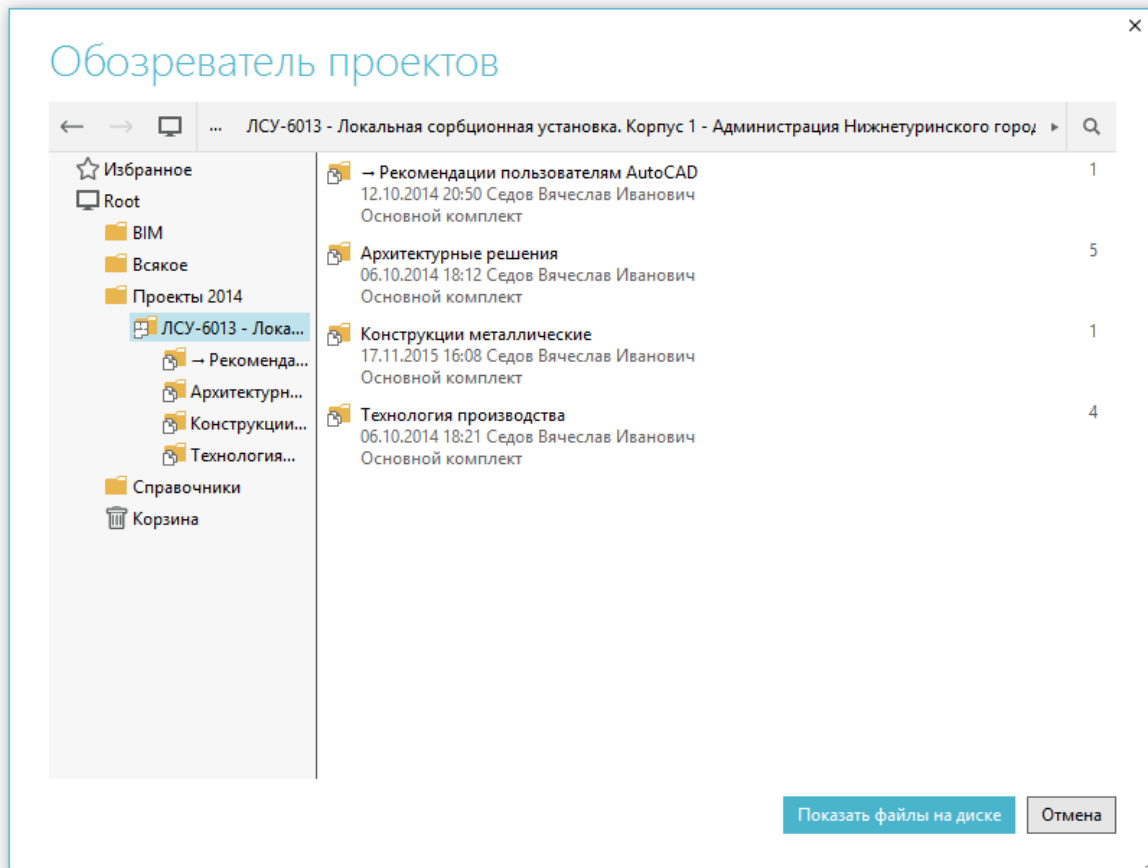 Обозреватель проектов
... ЛСУ-6013 - Локальная сорбционная установка. Корпус 1 - Администрация Нижнетуринского город
Избранное
Root
BIM
Всякое
Проекты 2014
ЛСУ-6013 - Лока...
→ Рекоменда...
Архитектурн...
Конструкции...
Технология...
Справочники
Корзина
→ Рекомендации пользователям AutoCAD 1
12.10.2014 20:50 Седов Вячеслав Иванович
Основной комплект
Архитектурные решения 5
06.10.2014 18:12 Седов Вячеслав Иванович
Основной комплект
Конструкции металлические 1
17.11.2015 16:08 Седов Вячеслав Иванович
Основной комплект
Технология производства 4
06.10.2014 18:21 Седов Вячеслав Иванович
Основной комплект
Показать файлы на диске Отмена